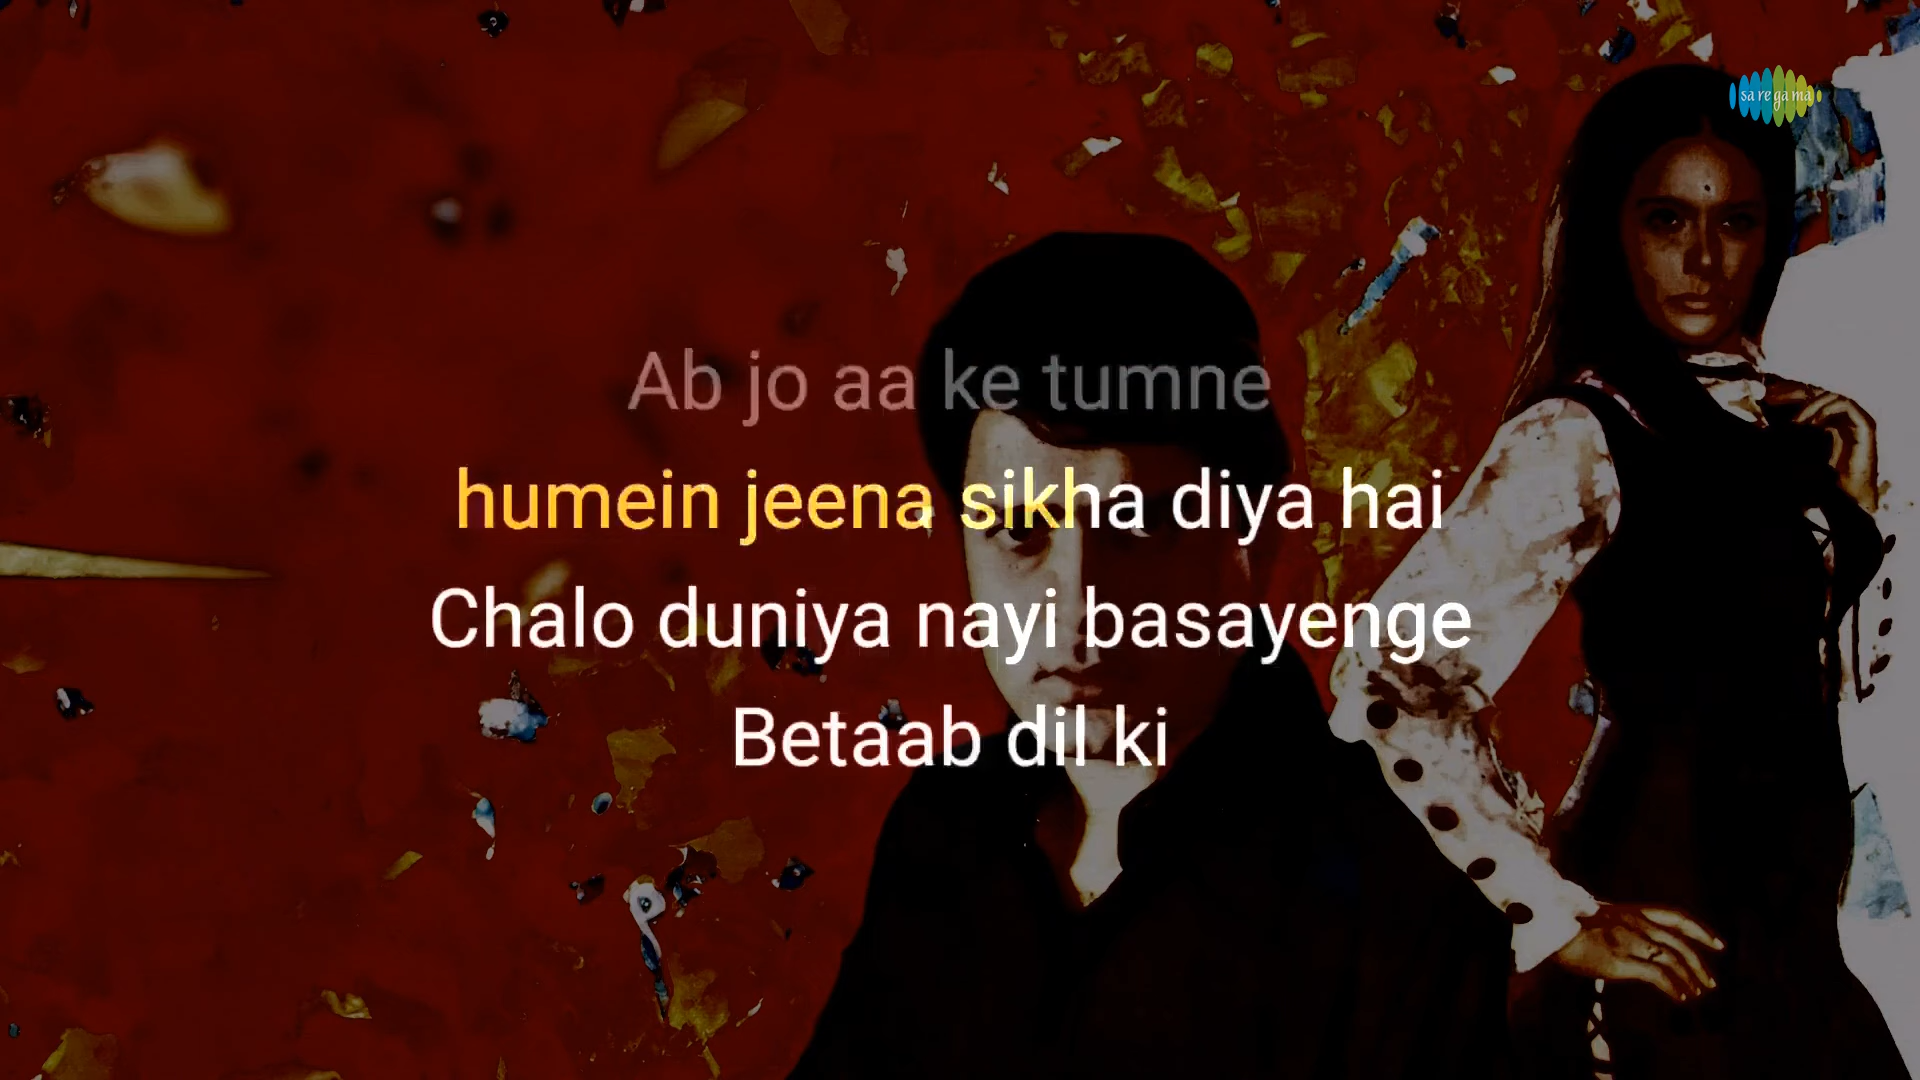 sa re ga ma
Ab jo aa ke tumne
humein jeena sikha diya hai
Chalo duniya nayi basayenge
Betaab dil ki